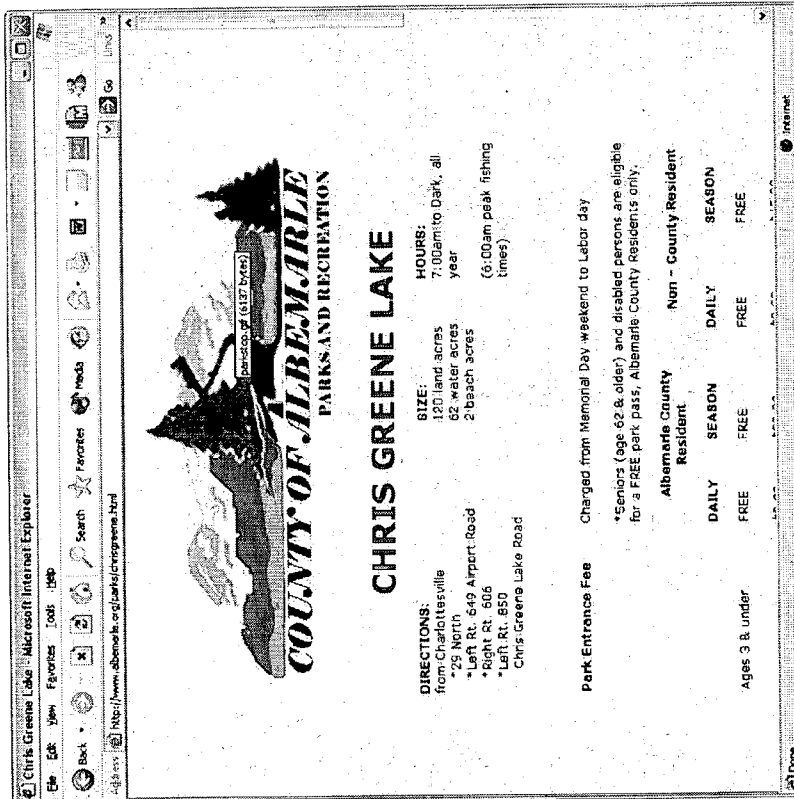 Chris Greene Lake - Microsoft Internet Explorer
File Edit View Favorites Tools Help
Back Search Favorites Media
Address http://www.albemarle.org/parks/chrisgreene.html Go Links »
parkstop.gif (6137 bytes)
COUNTY OF ALBEMARLE
PARKS AND RECREATION
CHRIS GREENE LAKE
DIRECTIONS:
from Charlottesville
*29 North
*Left Rt. 649 Airport Road
*Right Rt. 606
*Left Rt. 850
Chris Greene Lake Road
SIZE:
120 land acres
62 water acres
2 beach acres
HOURS:
7:00am to Dark, all
year
(6:00am peak fishing
times)
Park Entrance Fee Charged from Memorial Day weekend to Labor day
*Seniors (age 62 & older) and disabled persons are eligible
for a FREE park pass, Albemarle County Residents only.
Albemarle County
Resident
Non - County Resident
DAILY SEASON DAILY SEASON
Ages 3 & under FREE FREE FREE FREE
Done Internet